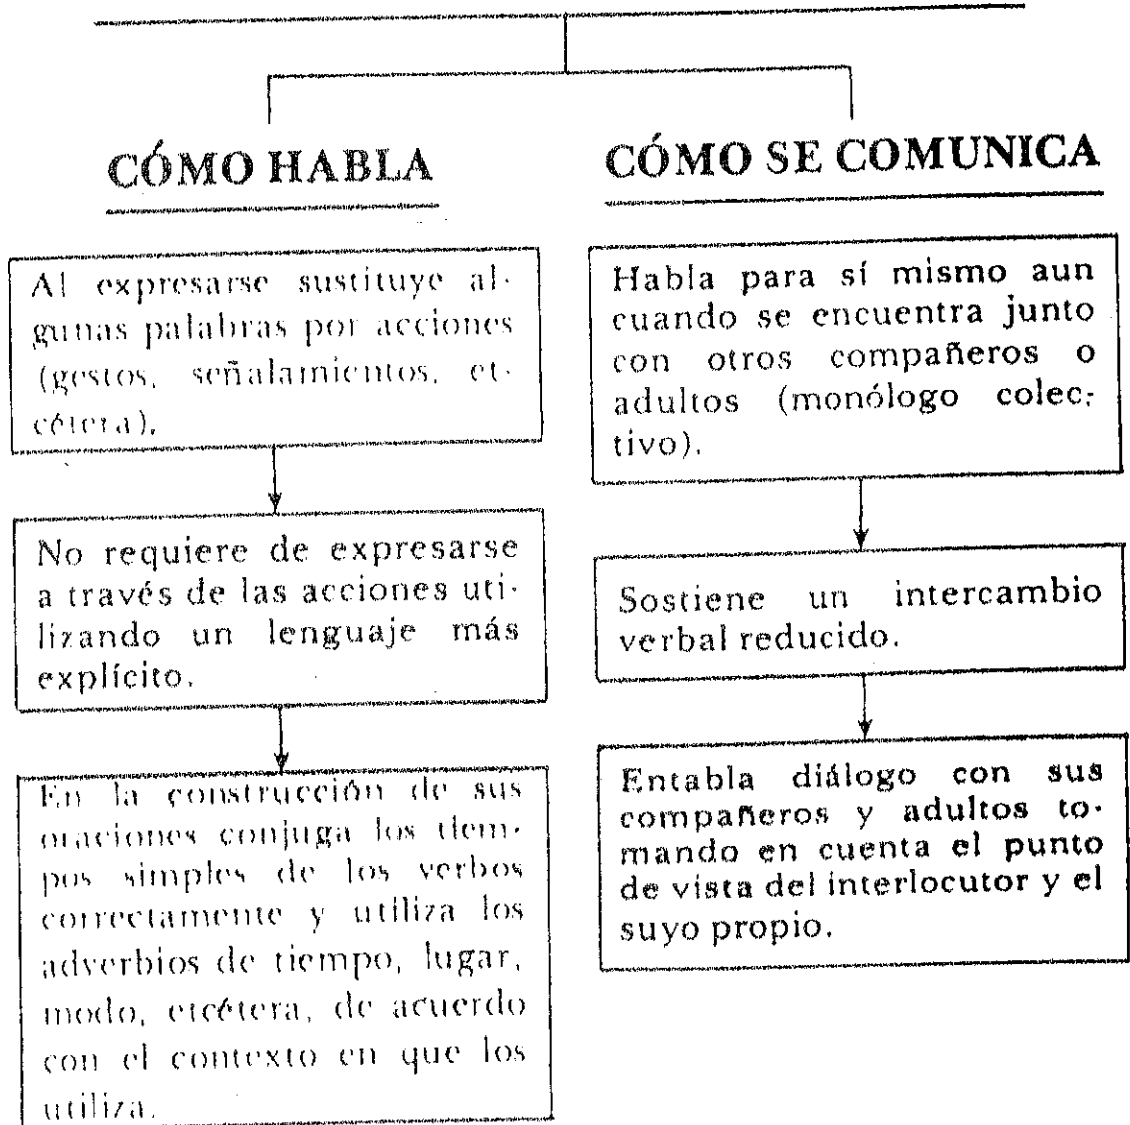 CÓMO HABLA
Al expresarse sustituye al-
gunas palabras por acciones
(gestos, señalamientos, et-
cétera).
No requiere de expresarse
a través de las acciones uti-
lizando un lenguaje más
explícito.
En la construcción de sus
oraciones conjuga los tiem-
pos simples de los verbos
correctamente y utiliza los
adverbios de tiempo, lugar,
modo, etcétera, de acuerdo
con el contexto en que los
utiliza.
CÓMO SE COMUNICA
Habla para sí mismo aun
cuando se encuentra junto
con otros compañeros o
adultos (monólogo colec-
tivo).
Sostiene un intercambio
verbal reducido.
Entabla diálogo con sus
compañeros y adultos to-
mando en cuenta el punto
de vista del interlocutor y el
suyo propio.